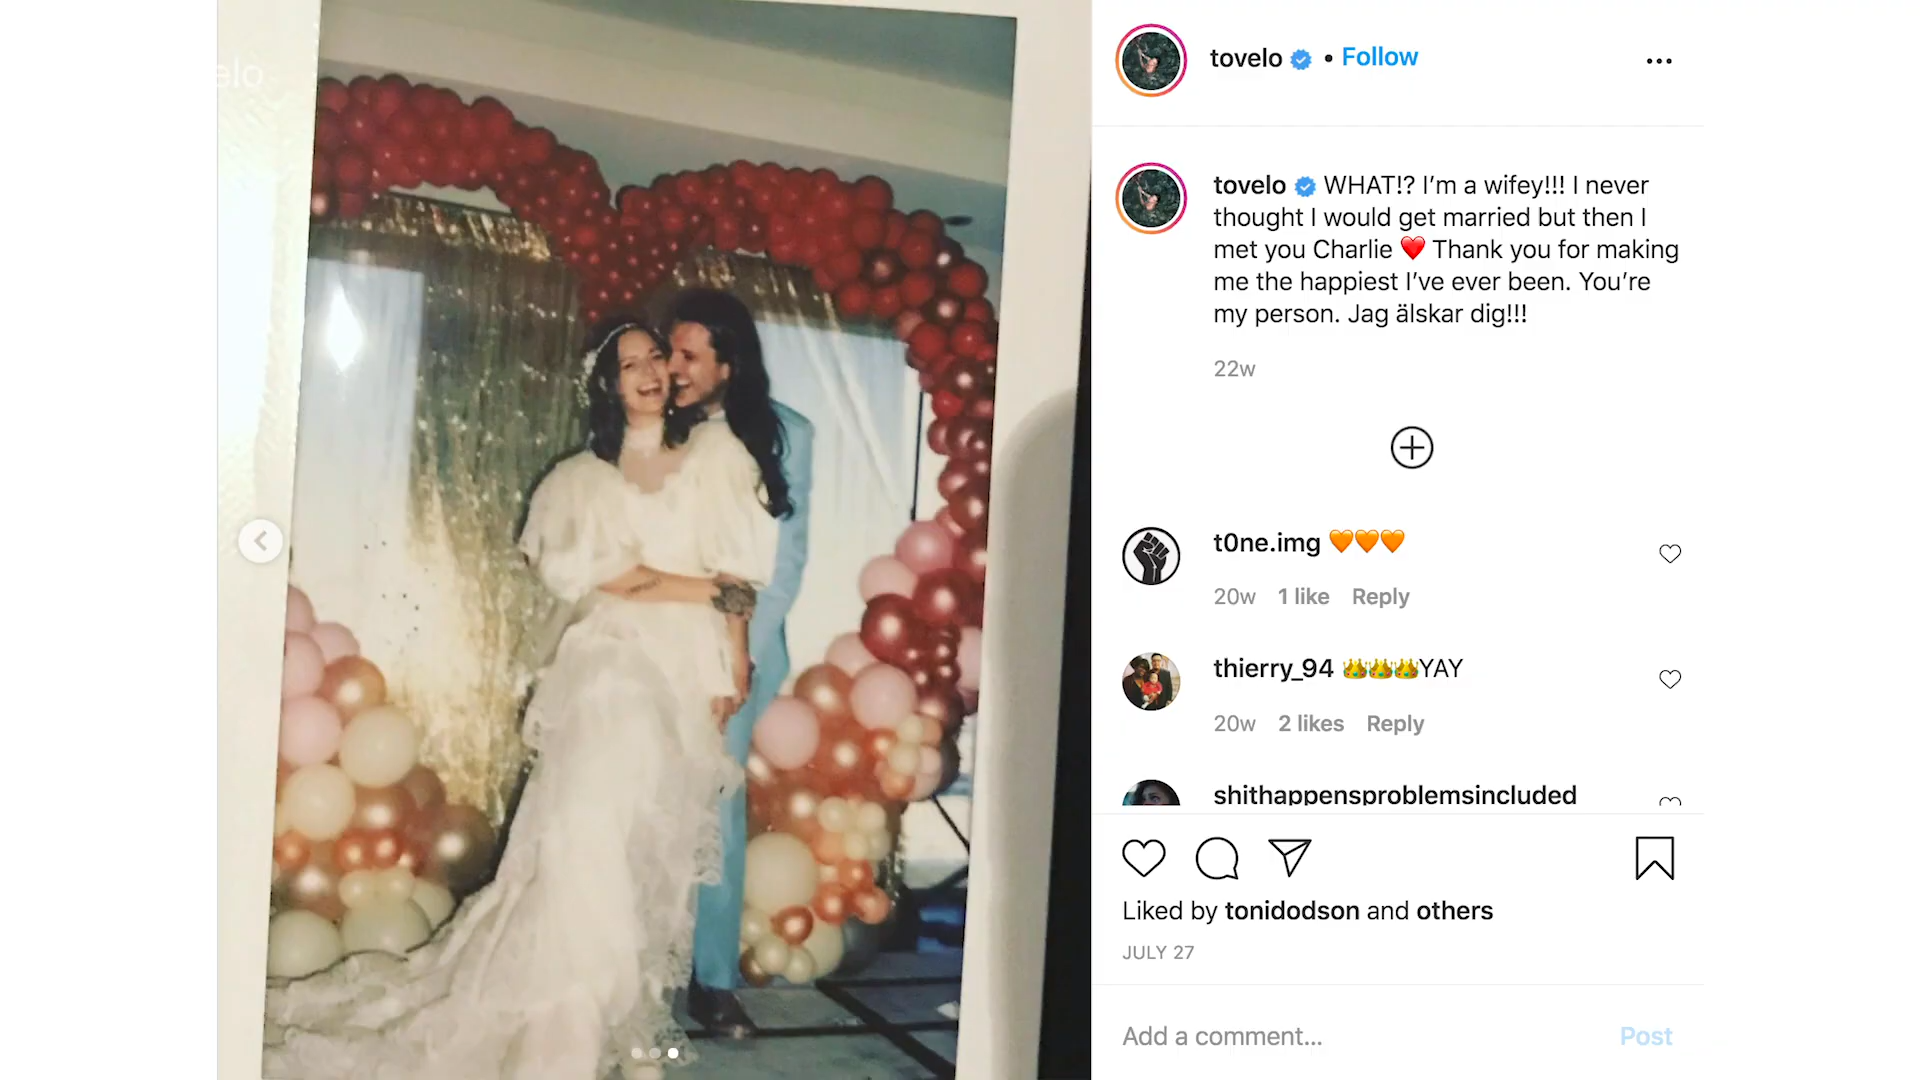 elo
tovelo • Follow
tovelo WHAT!? I’m a wifey!!! I never
thought I would get married but then I
met you Charlie ❤️ Thank you for making
me the happiest I’ve ever been. You’re
my person. Jag älskar dig!!!
22w
t0ne.img 🧡🧡🧡
20w 1 like Reply
thierry_94 👑👑👑YAY
20w 2 likes Reply
shithappensproblemsincluded
Liked by tonidodson and others
JULY 27
Add a comment... Post